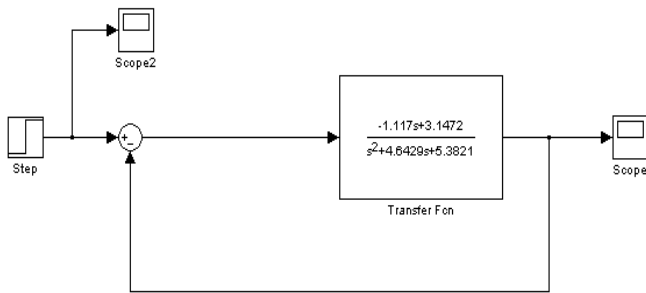 Scope2
-1.117s+3.1472
s2+4.6429s+5.3821
+
-
Step
Scope
Transfer Fcn